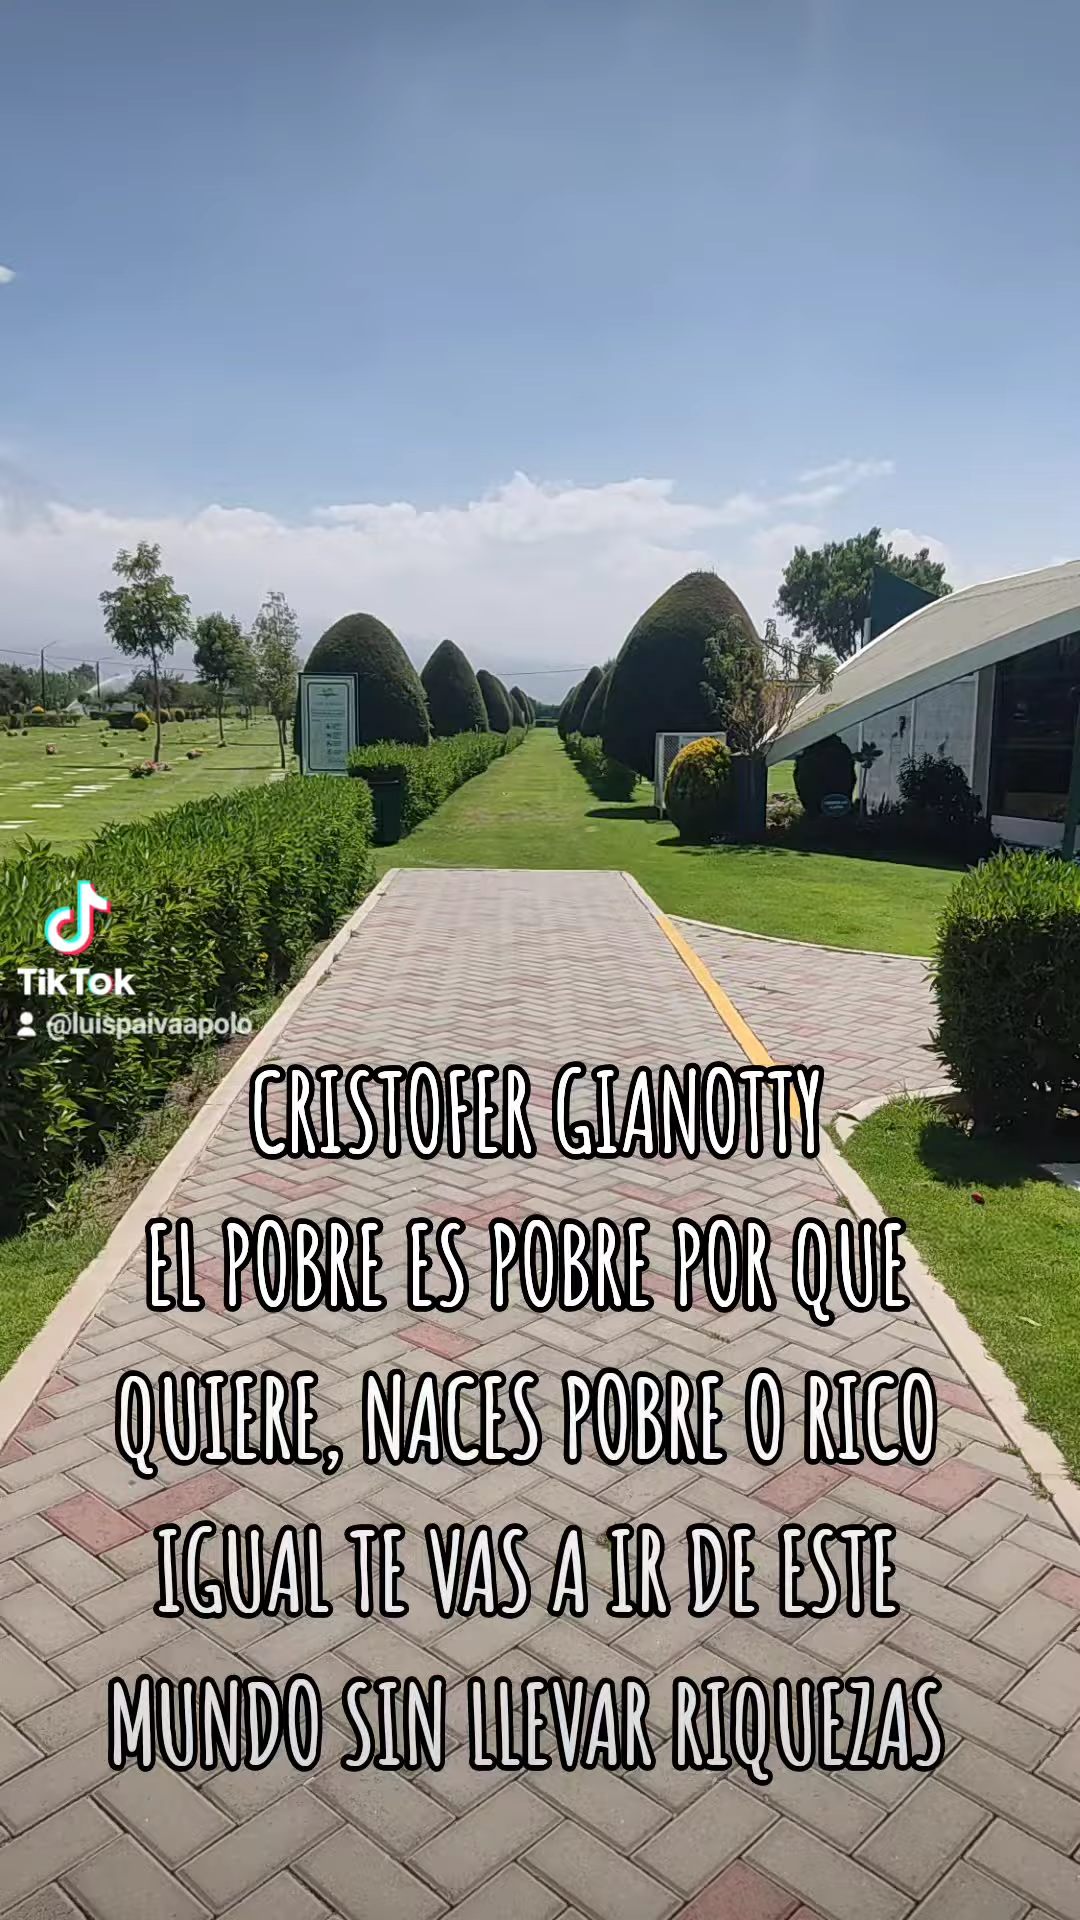 TikTok
@luispaivaapolo
CRISTOFER GIANOTTY
EL POBRE ES POBRE POR QUE
QUIERE, NACES POBRE O RICO
IGUAL TE VAS A IR DE ESTE
MUNDO SIN LLEVAR RIQUEZAS